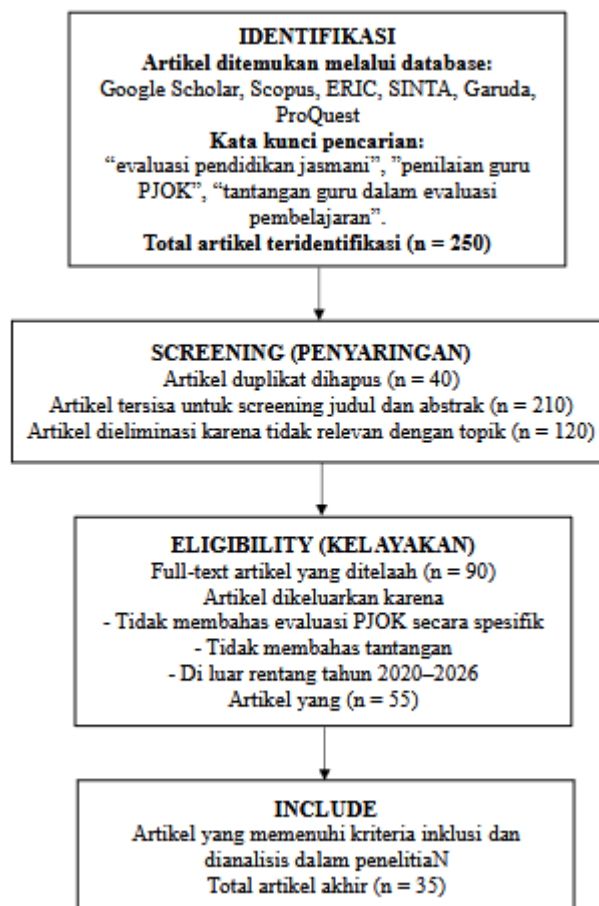 IDENTIFIKASI
Artikel ditemukan melalui database:
Google Scholar, Scopus, ERIC, SINTA, Garuda,
ProQuest
Kata kunci pencarian:
“evaluasi pendidikan jasmani”, ”penilaian guru
PJOK”, “tantangan guru dalam evaluasi
pembelajaran”.
Total artikel teridentifikasi (n = 250)
SCREENING (PENYARINGAN)
Artikel duplikat dihapus (n = 40)
Artikel tersisa untuk screening judul dan abstrak (n = 210)
Artikel dieliminasi karena tidak relevan dengan topik (n = 120)
ELIGIBILITY (KELAYAKAN)
Full-text artikel yang ditelaah (n = 90)
Artikel dikeluarkan karena
- Tidak membahas evaluasi PJOK secara spesifik
- Tidak membahas tantangan
- Di luar rentang tahun 2020–2026
Artikel yang (n = 55)
INCLUDE
Artikel yang memenuhi kriteria inklusi dan
dianalisis dalam penelitiaN
Total artikel akhir (n = 35)